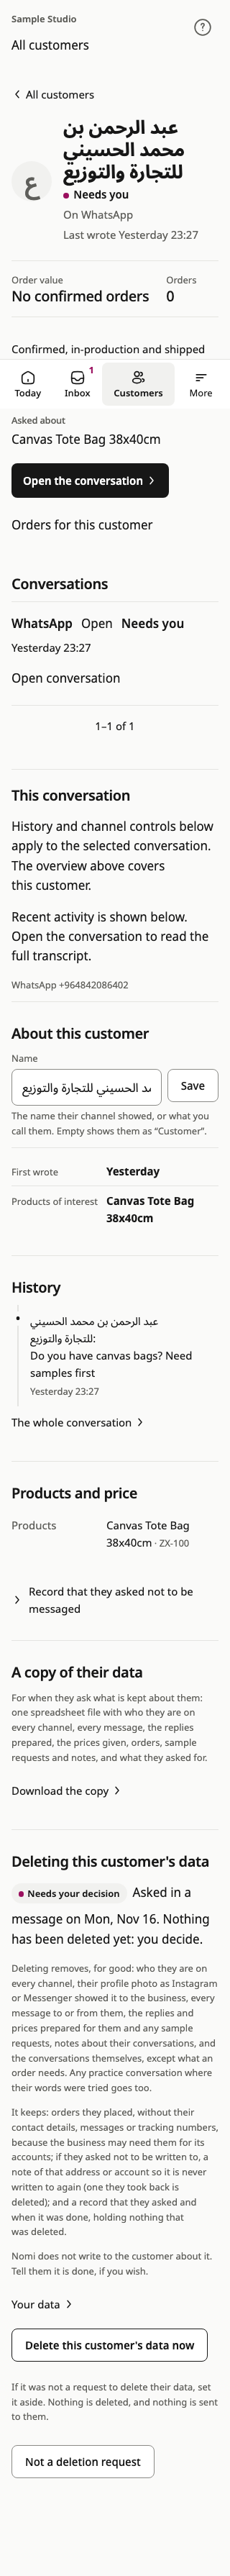 Sample Studio
All customers
All customers
ع
عبد الرحمن بن
محمد الحسيني
للتجارة والتوزيع
Needs you
On WhatsApp
Last wrote Yesterday 23:27
Order value
Orders
No confirmed orders
0
Confirmed, in-production and shipped
Today
Inbox
1
Customers
More
Asked about
Canvas Tote Bag 38x40cm
Open the conversation
Orders for this customer
Conversations
WhatsApp Open Needs you
Yesterday 23:27
Open conversation
1–1 of 1
This conversation
History and channel controls below
apply to the selected conversation.
The overview above covers
this customer.
Recent activity is shown below.
Open the conversation to read the
full transcript.
WhatsApp +964842086402
About this customer
Name
الحسيني للتجارة والتوزيع
Save
The name their channel showed, or what you
call them. Empty shows them as “Customer”.
First wrote
Yesterday
Products of interest
Canvas Tote Bag
38x40cm
History
عبد الرحمن بن محمد الحسيني
للتجارة والتوزيع:
Do you have canvas bags? Need
samples first
Yesterday 23:27
The whole conversation
Products and price
Products
Canvas Tote Bag
38x40cm · ZX-100
Record that they asked not to be
messaged
A copy of their data
For when they ask what is kept about them:
one spreadsheet file with who they are on
every channel, every message, the replies
prepared, the prices given, orders, sample
requests and notes, and what they asked for.
Download the copy
Deleting this customer's data
Needs your decision Asked in a
message on Mon, Nov 16. Nothing
has been deleted yet: you decide.
Deleting removes, for good: who they are on
every channel, their profile photo as Instagram
or Messenger showed it to the business, every
message to or from them, the replies and
prices prepared for them and any sample
requests, notes about their conversations, and
the conversations themselves, except what an
order needs. Any practice conversation where
their words were tried goes too.
It keeps: orders they placed, without their
contact details, messages or tracking numbers,
because the business may need them for its
accounts; if they asked not to be written to, a
note of that address or account so it is never
written to again (one they took back is
deleted); and a record that they asked and
when it was done, holding nothing that
was deleted.
Nomi does not write to the customer about it.
Tell them it is done, if you wish.
Your data
Delete this customer's data now
If it was not a request to delete their data, set
it aside. Nothing is deleted, and nothing is sent
to them.
Not a deletion request